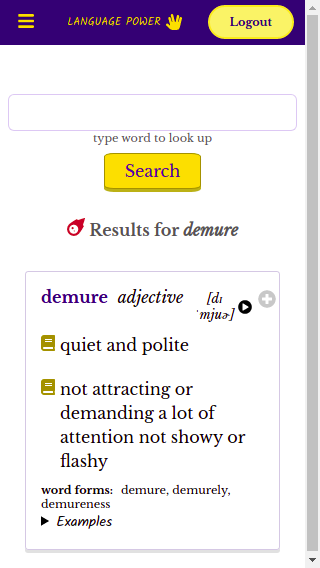 LANGUAGE POWER
Logout
type word to look up
Search
Results for demure
demure adjective [dɪ
ˈmjuɚ]
quiet and polite
not attracting or
demanding a lot of
attention not showy or
flashy
word forms: demure, demurely,
demureness
Examples